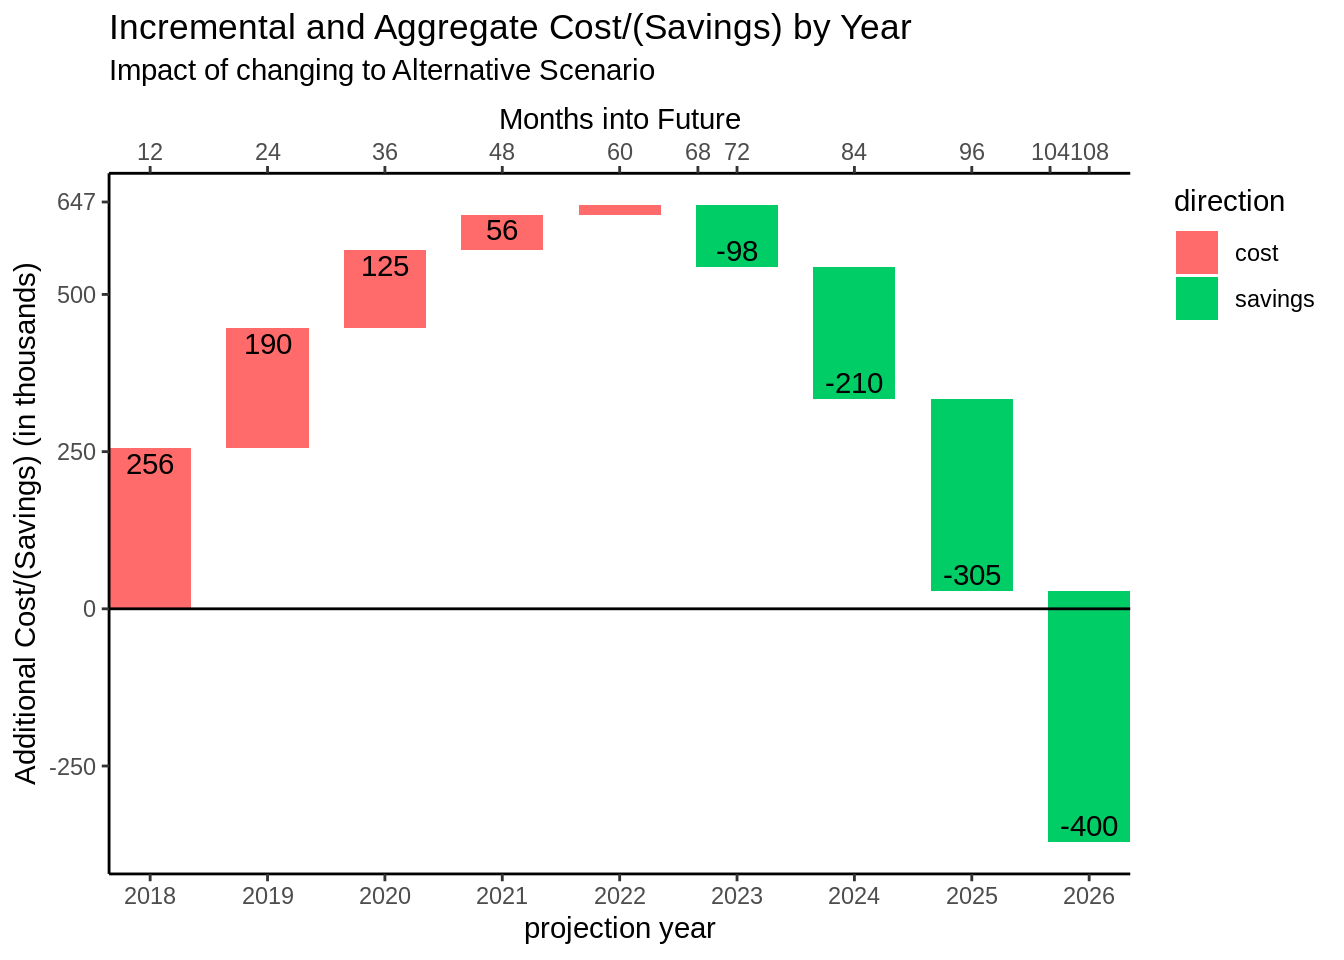 Incremental and Aggregate Cost/(Savings) by Year
Impact of changing to Alternative Scenario
Months into Future
12 24 36 48 60 68 72 84 96 104 108
647
500
250
0
-250
Additional Cost/(Savings) (in thousands)
256
190
125
56
-98
-210
-305
-400
2018 2019 2020 2021 2022 2023 2024 2025 2026
projection year
direction
cost
savings